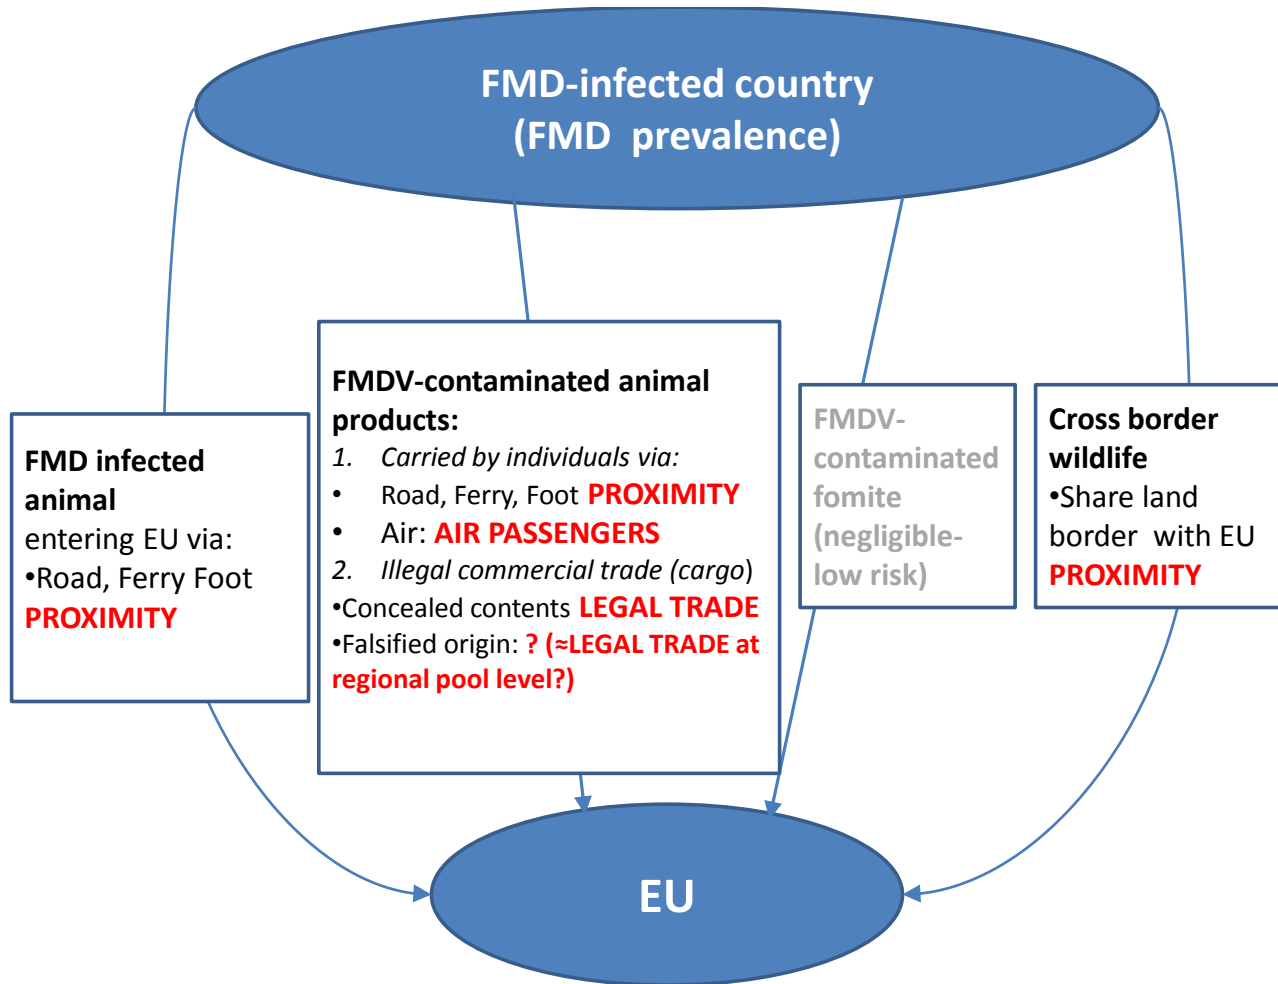 FMD-infected country
(FMD prevalence)
FMD infected
animal
entering EU via:
•Road, Ferry Foot
PROXIMITY
FMDV-contaminated animal
products:
1. Carried by individuals via:
• Road, Ferry, Foot PROXIMITY
• Air: AIR PASSENGERS
2. Illegal commercial trade (cargo)
•Concealed contents LEGAL TRADE
•Falsified origin: ? (≈LEGAL TRADE at
regional pool level?)
FMDV-
contaminated
fomite
(negligible-
low risk)
Cross border
wildlife
•Share land
border with EU
PROXIMITY
EU